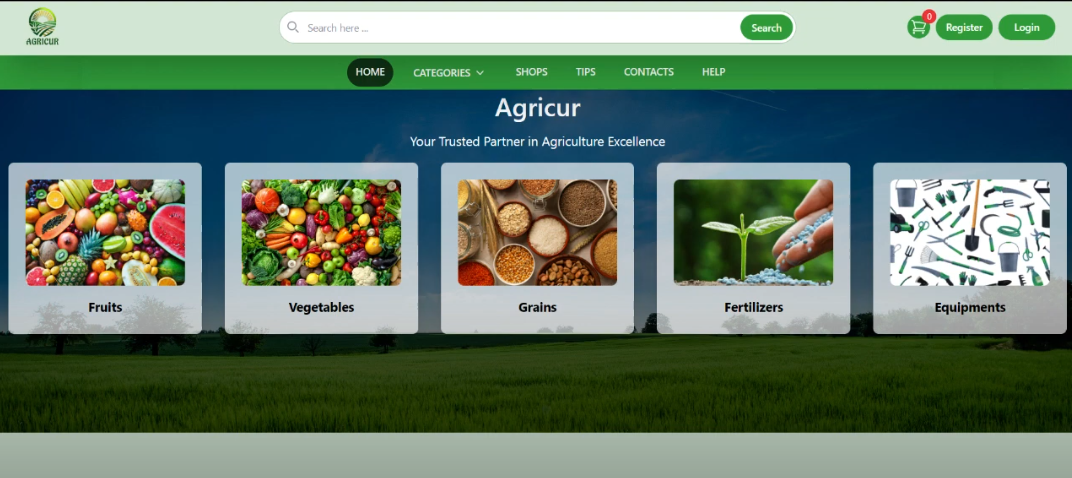 AGRICUR
Search here ...
Search
0
Register
Login
HOME
CATEGORIES
SHOPS
TIPS
CONTACTS
HELP
Agricur
Your Trusted Partner in Agriculture Excellence
Fruits
Vegetables
Grains
Fertilizers
Equipments